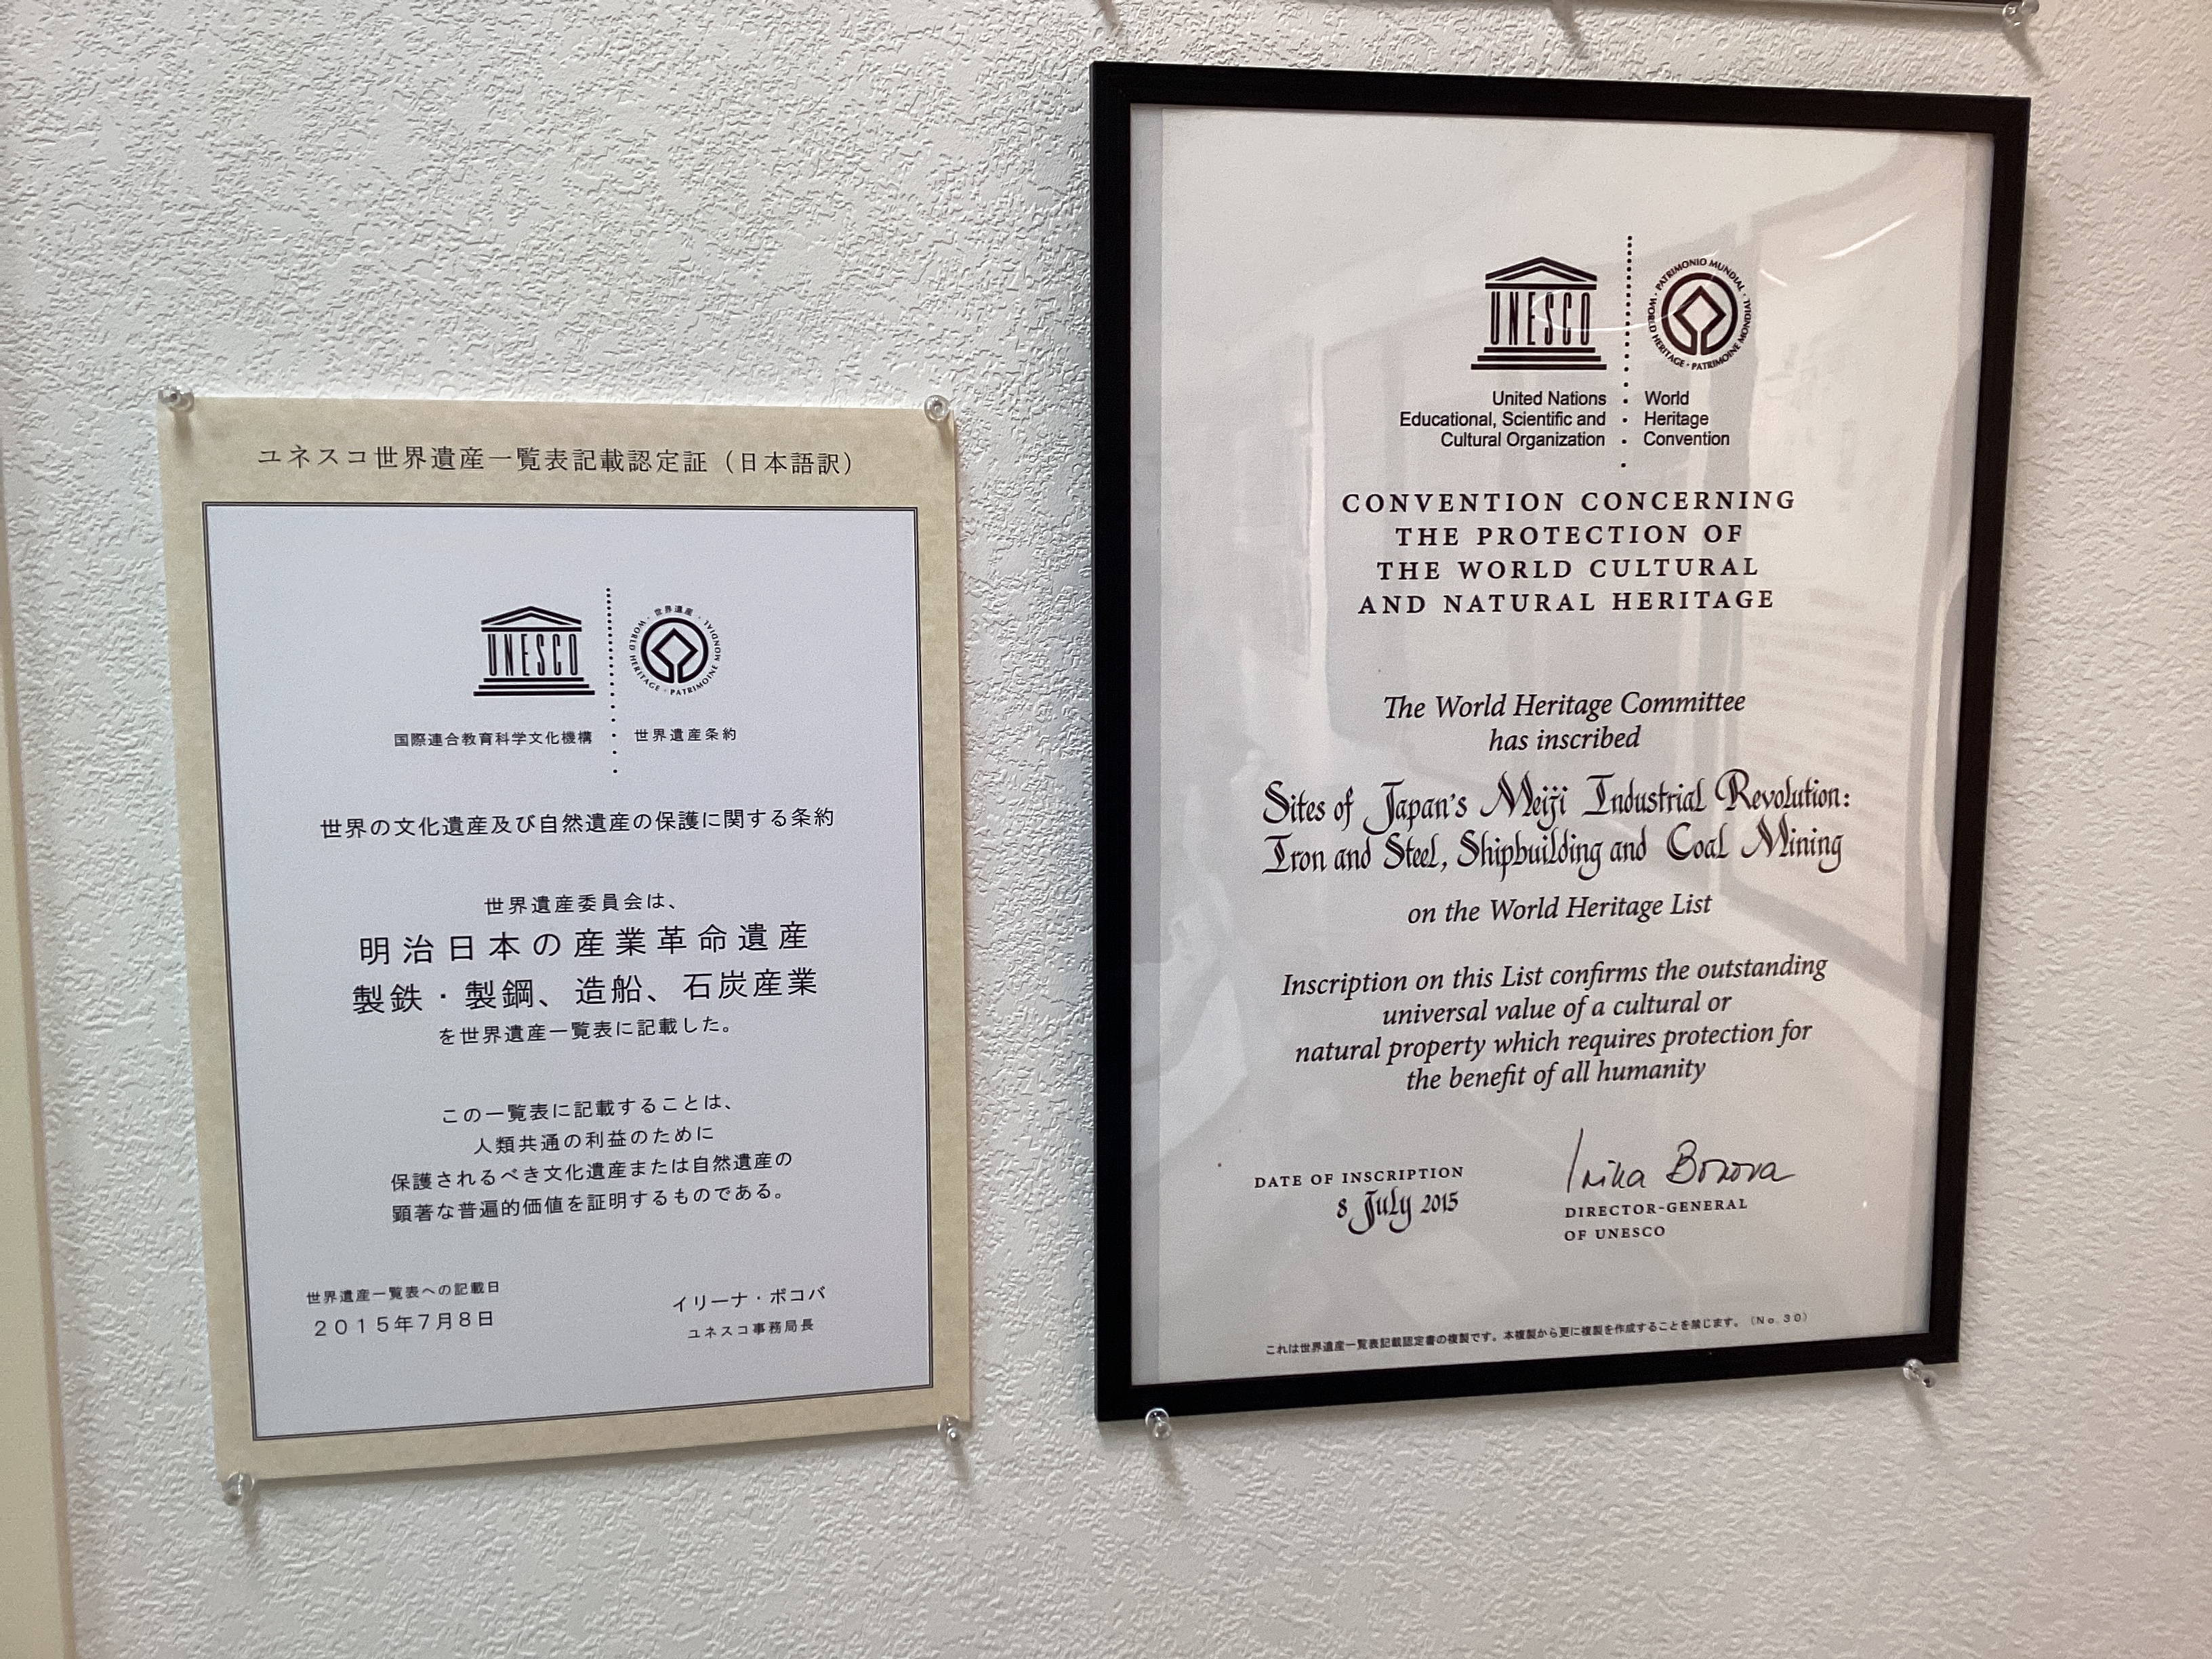 ユネスコ世界遺産一覧表記載認定証（日本語訳）
UNESCO
・世界遺産・WORLD HERITAGE・PATRIMOINE MONDIAL
国際連合教育科学文化機構
世界遺産条約
世界の文化遺産及び自然遺産の保護に関する条約
世界遺産委員会は、
明治日本の産業革命遺産
製鉄・製鋼、造船、石炭産業
を世界遺産一覧表に記載した。
この一覧表に記載することは、
人類共通の利益のために
保護されるべき文化遺産または自然遺産の
顕著な普遍的価値を証明するものである。
世界遺産一覧表への記載日
２０１５年７月８日
イリーナ・ボコバ
ユネスコ事務局長
UNESCO
WORLD HERITAGE・PATRIMOINE MONDIAL・PATRIMONIO MUNDIAL・
United Nations
Educational, Scientific and
Cultural Organization
World
Heritage
Convention
CONVENTION CONCERNING
THE PROTECTION OF
THE WORLD CULTURAL
AND NATURAL HERITAGE
The World Heritage Committee
has inscribed
Sites of Japan's Meiji Industrial Revolution:
Iron and Steel, Shipbuilding and Coal Mining
on the World Heritage List
Inscription on this List confirms the outstanding
universal value of a cultural or
natural property which requires protection for
the benefit of all humanity
DATE OF INSCRIPTION
8 July 2015
Irina Bokova
DIRECTOR-GENERAL
OF UNESCO
これは世界遺産一覧表記載認定書の複製です。本複製から更に複製を作成することを禁じます。（Ｎｏ.３０）